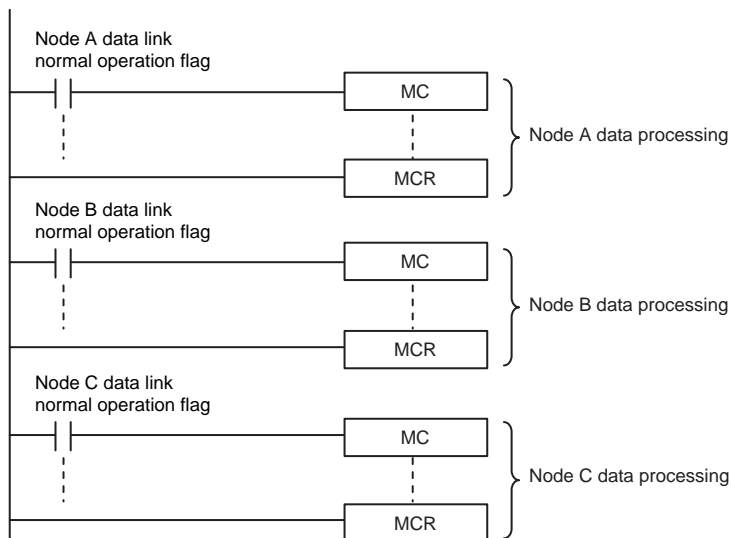 Node A data link
normal operation flag
MC
Node A data processing
MCR
Node B data link
normal operation flag
MC
Node B data processing
MCR
Node C data link
normal operation flag
MC
Node C data processing
MCR